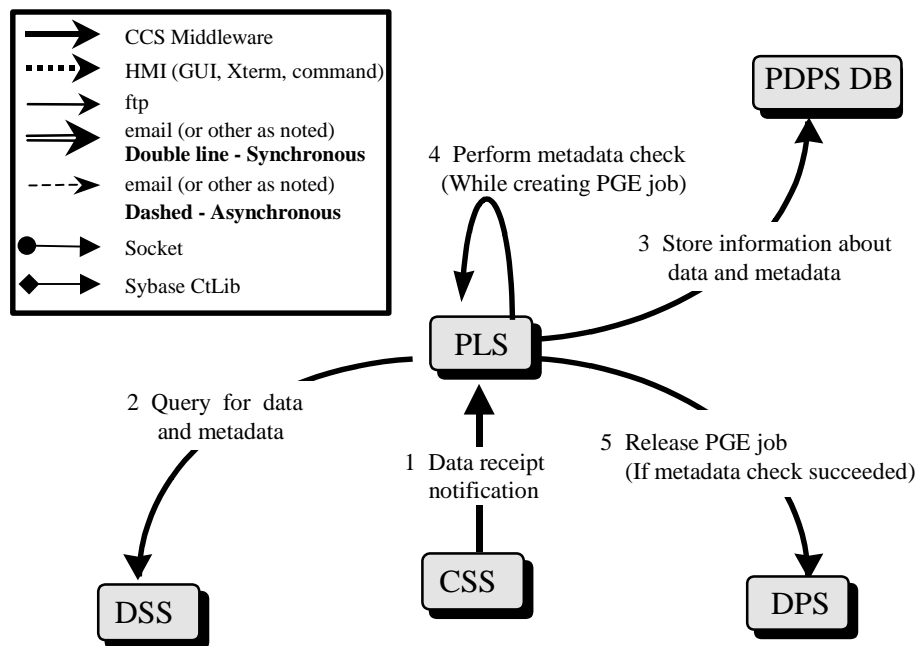 CCS Middleware
HMI (GUI, Xterm, command)
ftp
email (or other as noted)
Double line - Synchronous
email (or other as noted)
Dashed - Asynchronous
Socket
Sybase CtLib
PDPS DB
4 Perform metadata check
(While creating PGE job)
3 Store information about
data and metadata
PLS
2 Query for data
and metadata
5 Release PGE job
(If metadata check succeeded)
1 Data receipt
notification
CSS
DSS
DPS